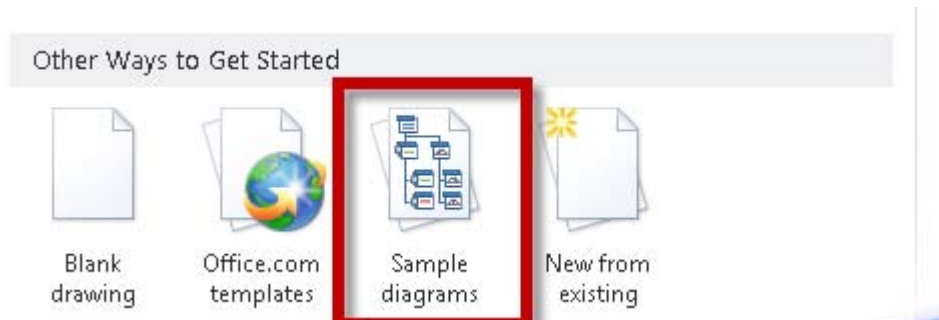 Other Ways to Get Started
Blank
drawing
Office.com
templates
Sample
diagrams
New from
existing